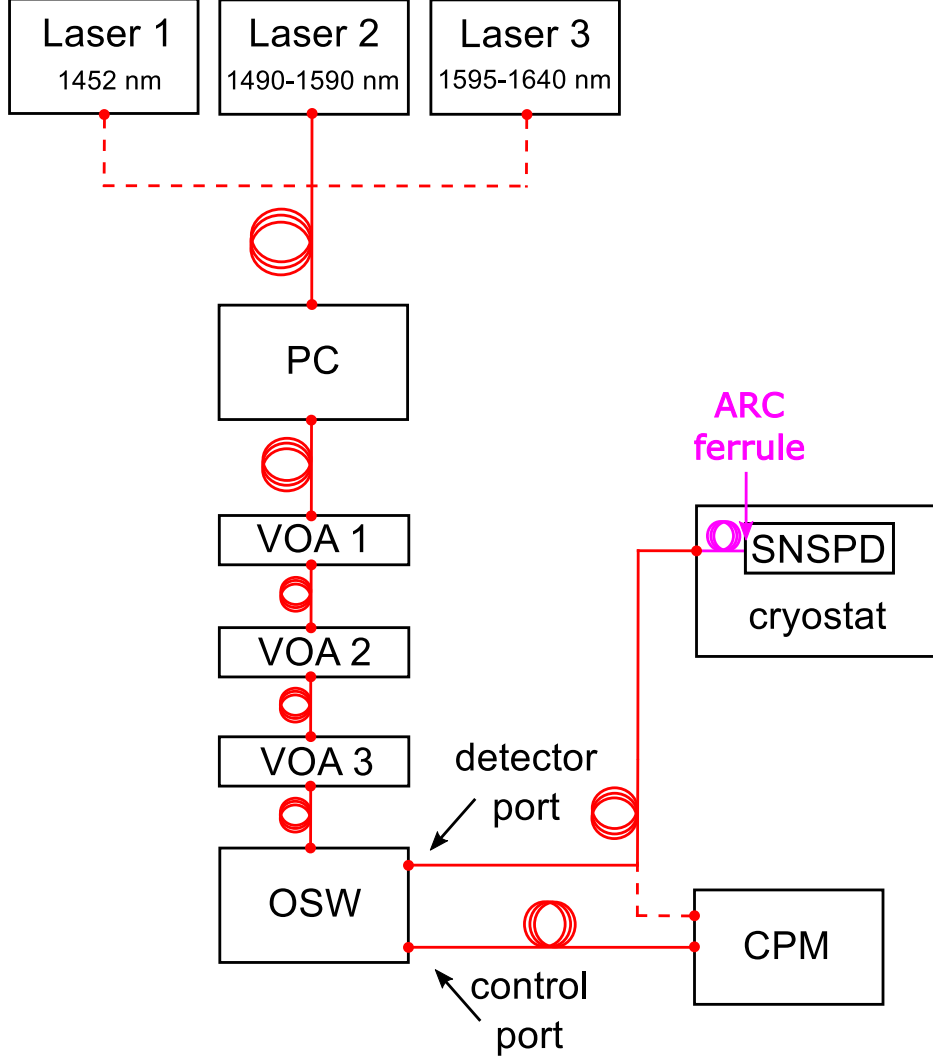 Laser 1
1452 nm
Laser 2
1490-1590 nm
Laser 3
1595-1640 nm
PC
ARC
ferrule
VOA 1
SNSPD
cryostat
VOA 2
VOA 3
detector
port
OSW
CPM
control
port